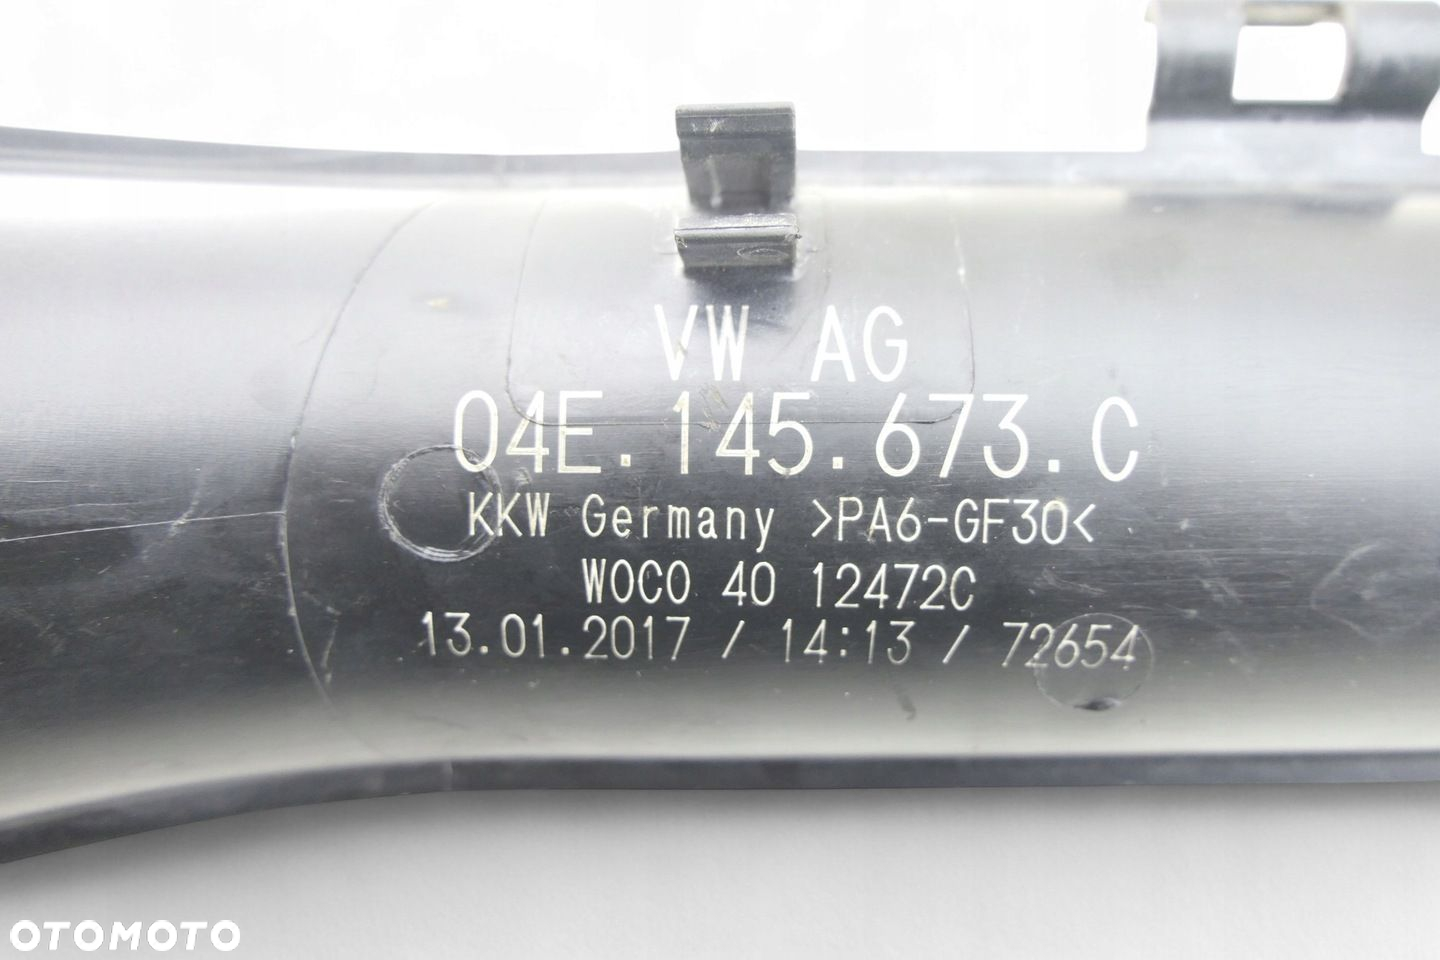 VW AG
04E.145.673.C
KKW Germany >PA6-GF30<
WOCO 40 12472C
13.01.2017 / 14:13 / 72654
OTOMOTO